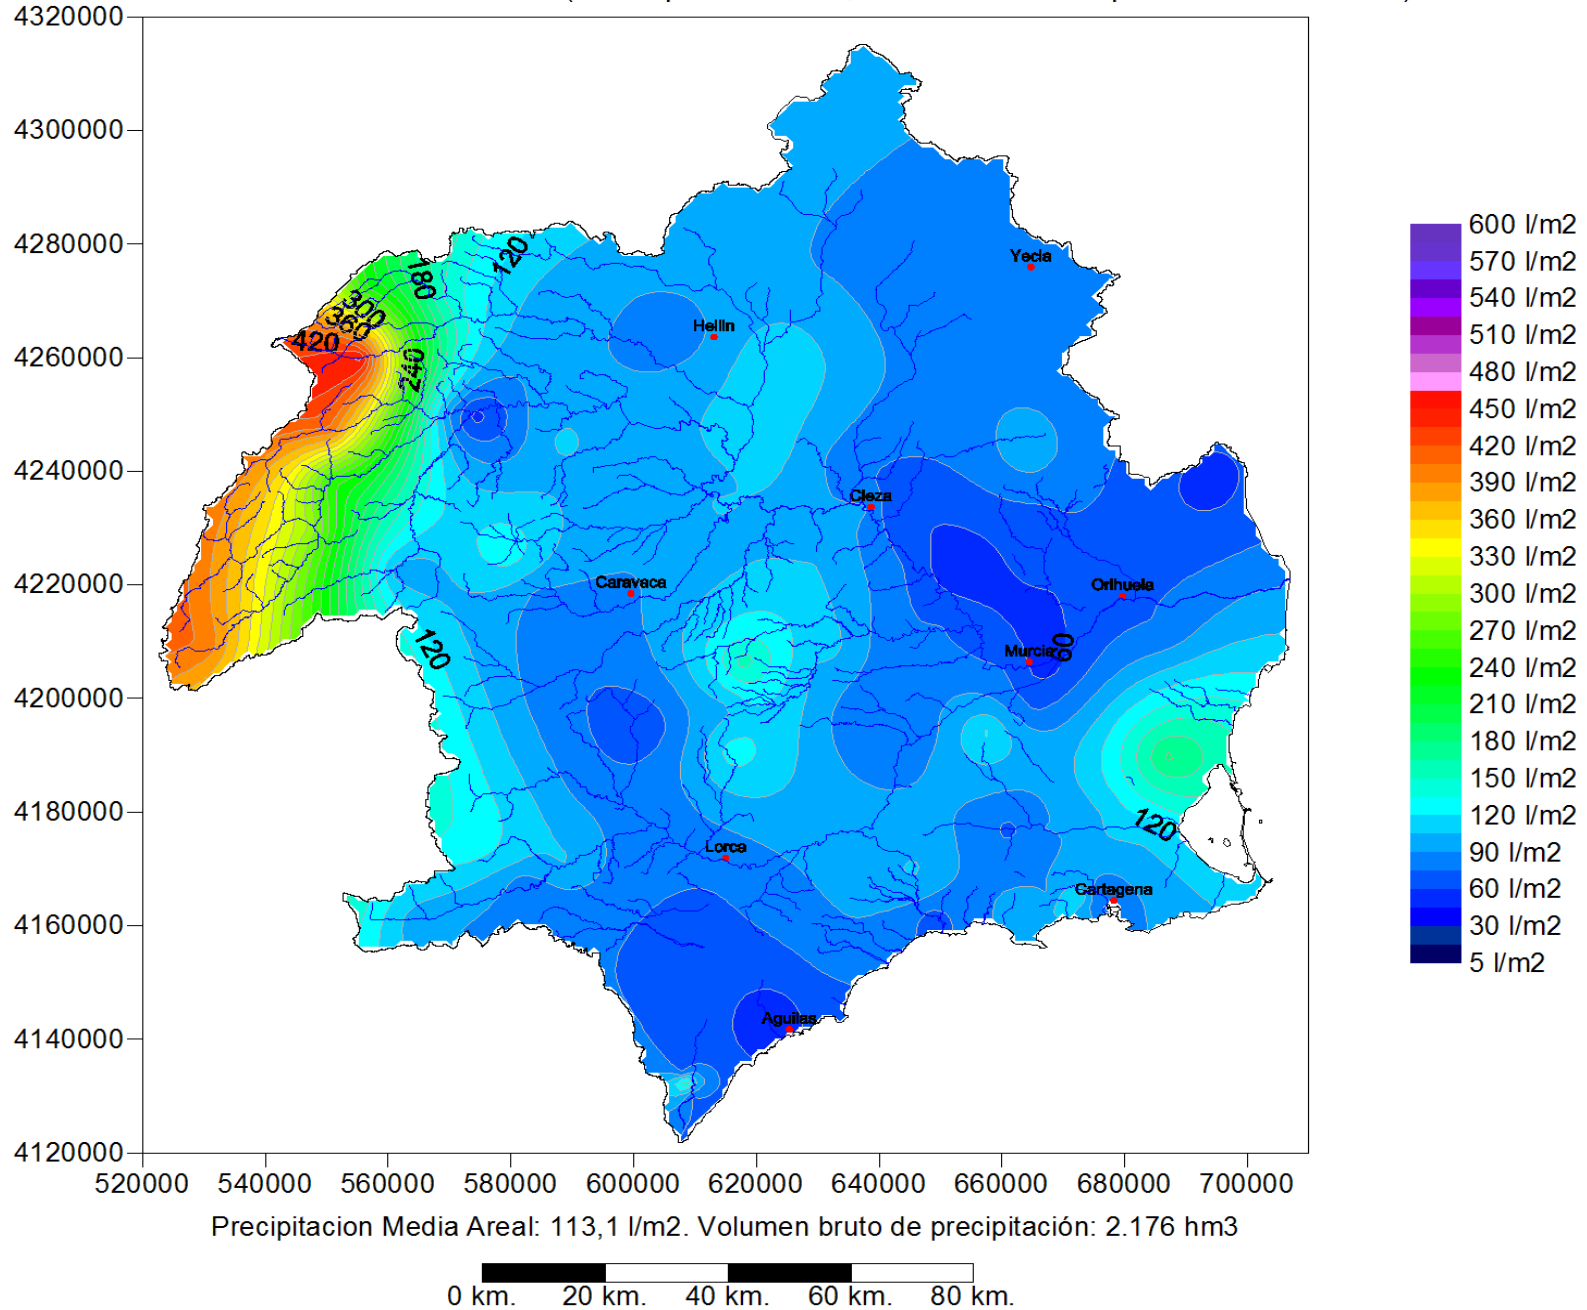 4320000
4300000
4280000
4260000
4240000
4220000
4200000
4180000
4160000
4140000
4120000
520000 540000 560000 580000 600000 620000 640000 660000 680000 700000
120
180
300
360
420
240
Yecla
Hellin
Cieza
Caravaca
Orihuela
120
Murcia
60
120
Lorca
Cartagena
Aguilas
600 l/m2
570 l/m2
540 l/m2
510 l/m2
480 l/m2
450 l/m2
420 l/m2
390 l/m2
360 l/m2
330 l/m2
300 l/m2
270 l/m2
240 l/m2
210 l/m2
180 l/m2
150 l/m2
120 l/m2
90 l/m2
60 l/m2
30 l/m2
5 l/m2
Precipitacion Media Areal: 113,1 l/m2. Volumen bruto de precipitación: 2.176 hm3
0 km. 20 km. 40 km. 60 km. 80 km.